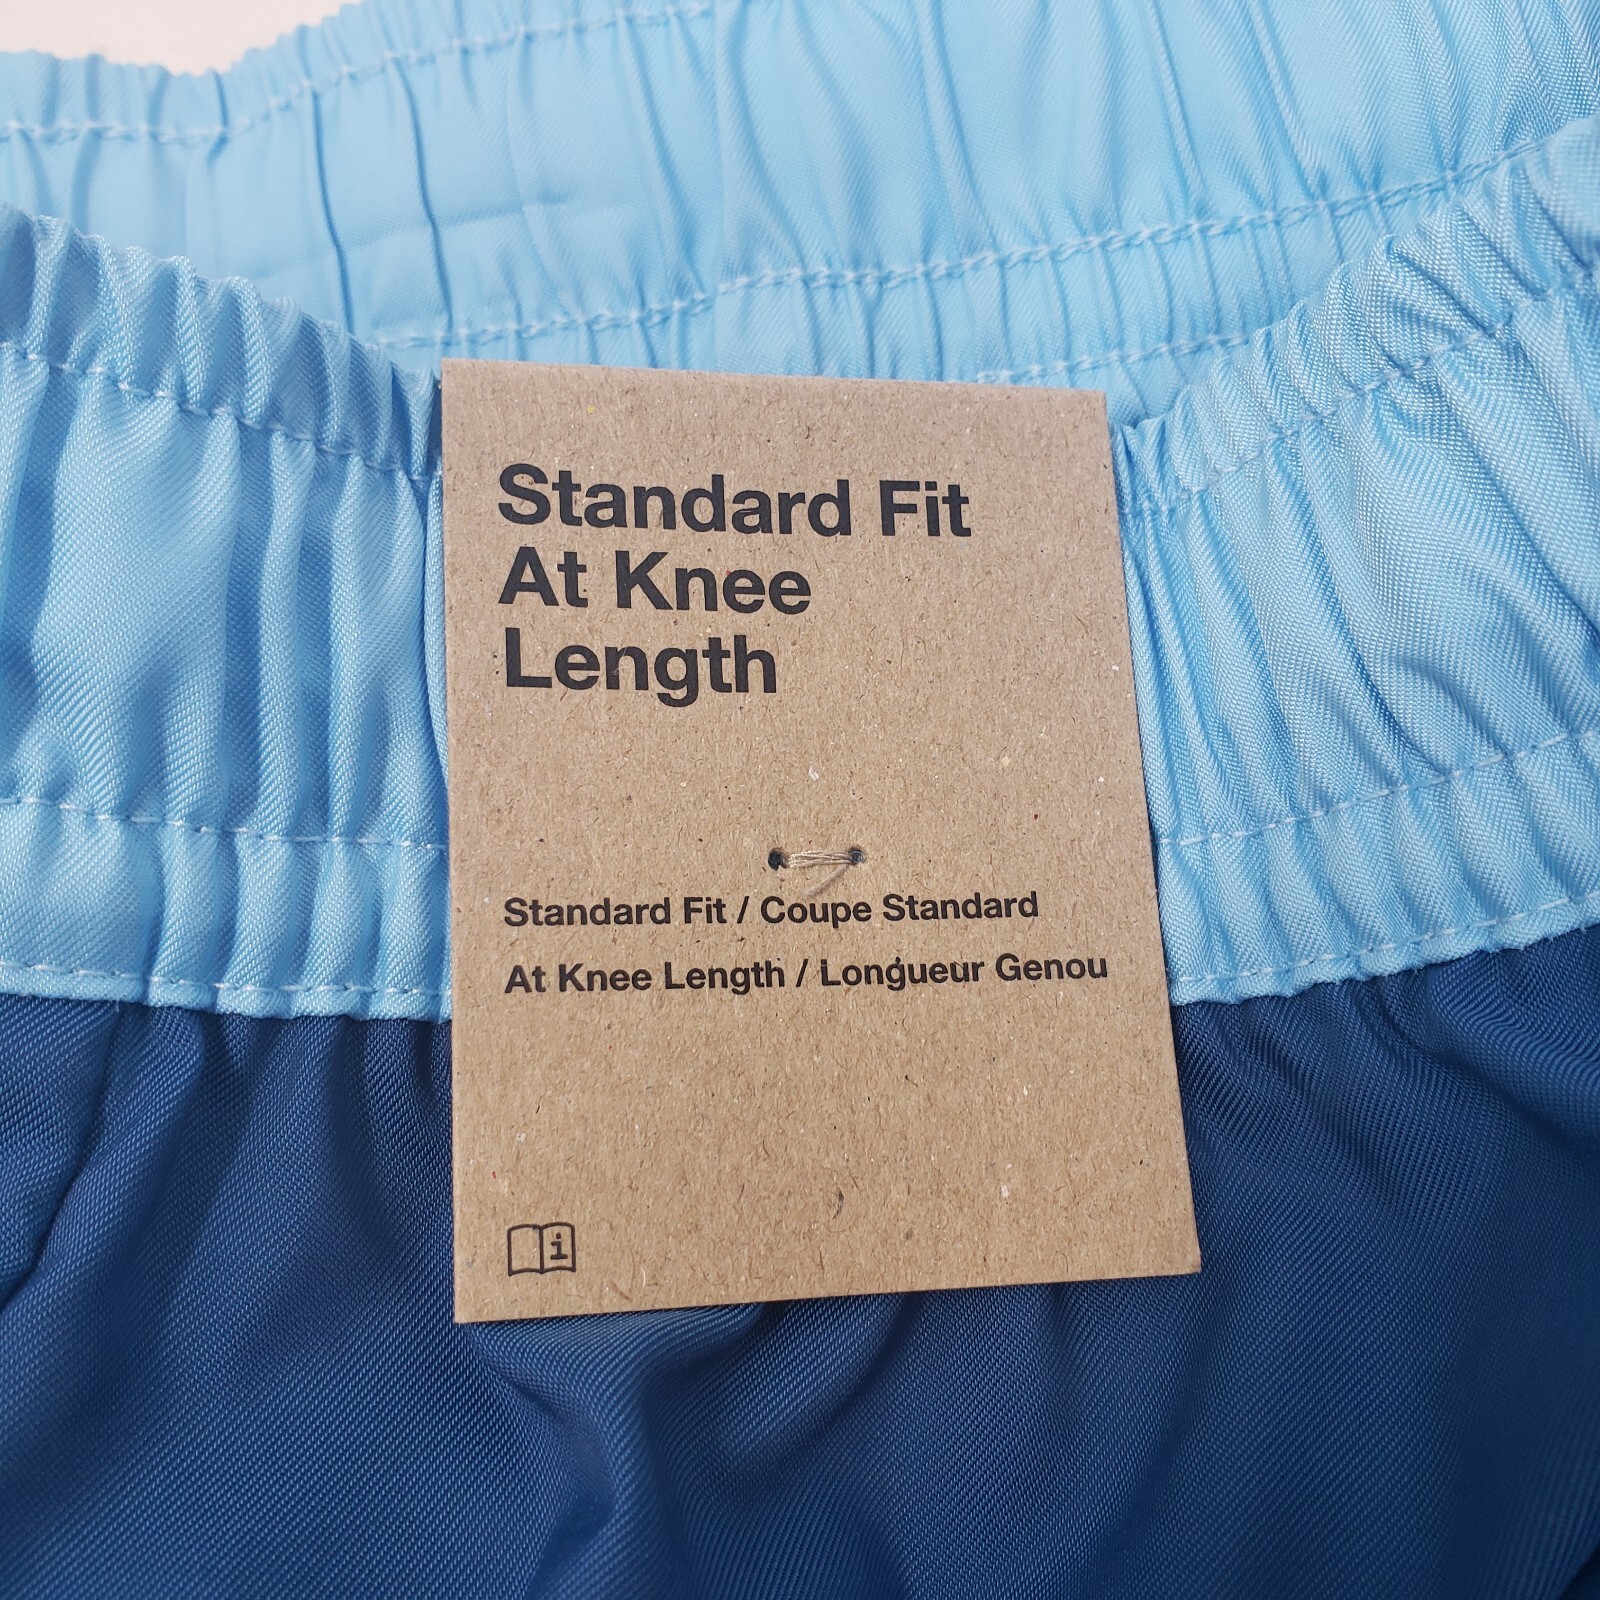 Standard Fit
At Knee
Length
Standard Fit / Coupe Standard
At Knee Length / Longueur Genou
i